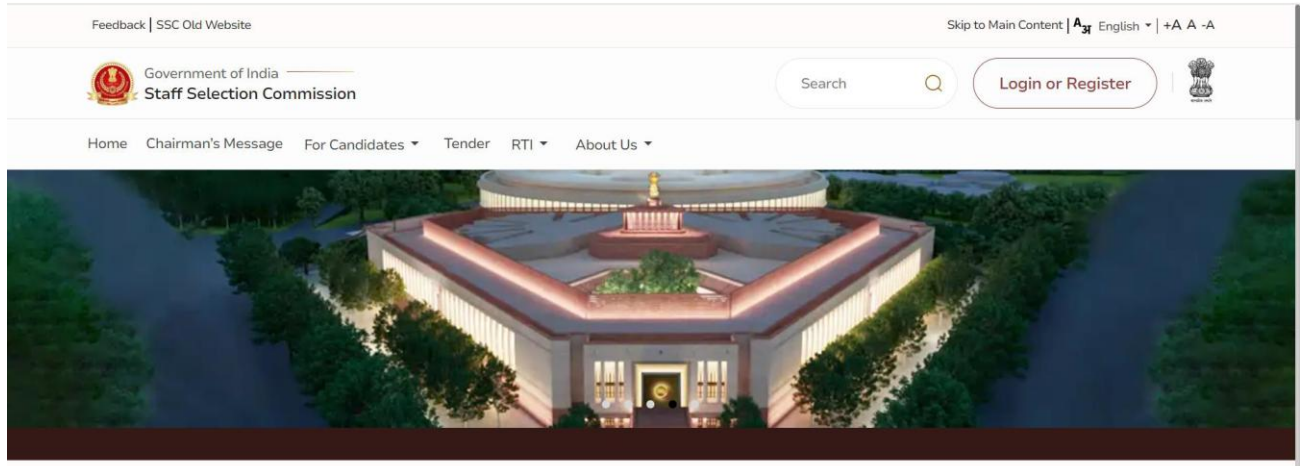 Feedback | SSC Old Website
Skip to Main Content | Aअ English | +A A -A
Government of India
Staff Selection Commission
Search
Login or Register
Home Chairman's Message For Candidates Tender RTI About Us